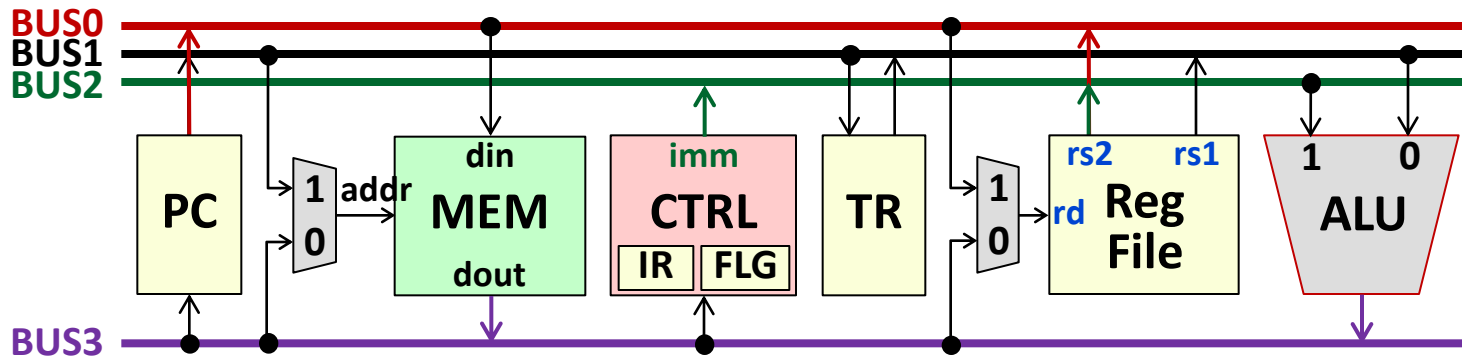 BUS0
BUS1
BUS2
din
imm
rs2 rs1
1 0
1
addr
PC
MEM
CTRL
TR
1
rd
Reg
File
ALU
0
0
IR
FLG
dout
BUS3